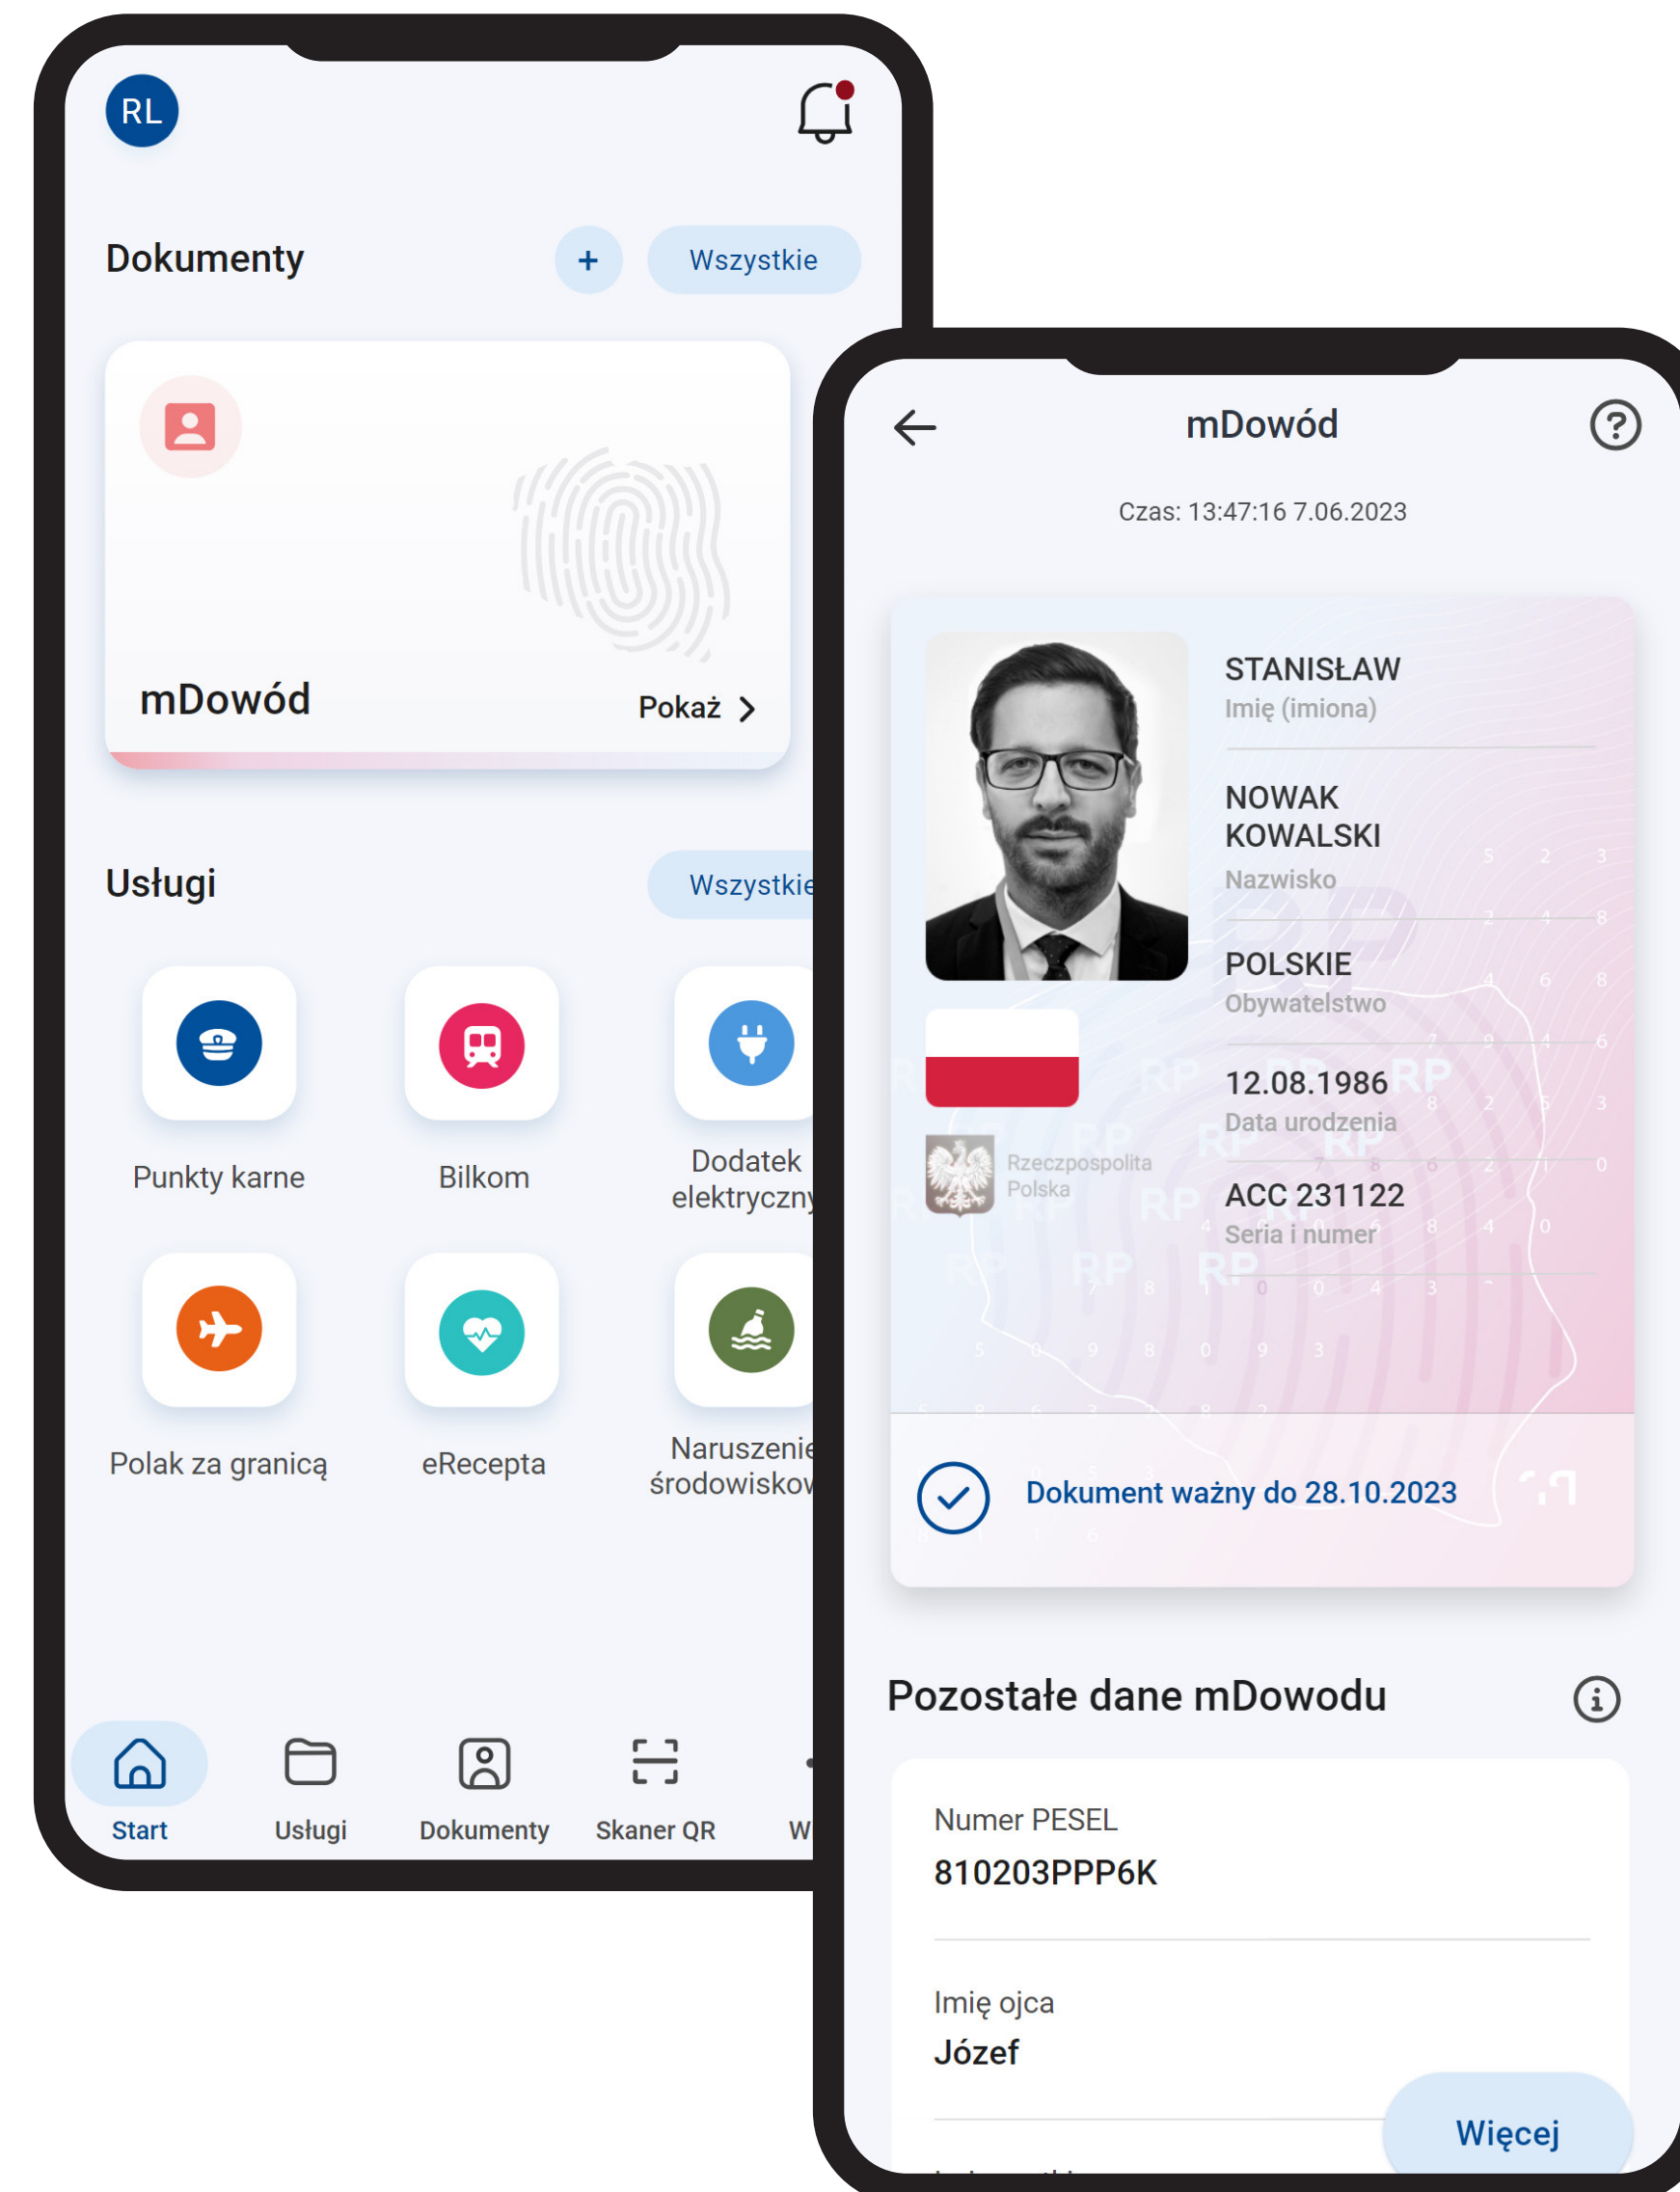 RL
Dokumenty
+
Wszystkie
mDowód
Pokaż
Usługi
Wszystkie
Punkty karne
Bilkom
Dodatek
elektryczny
Polak za granicą
eRecepta
Naruszenie
Start
Usługi
Dokumenty
Skaner QR
mDowód
?
Czas: 13:47:16 7.06.2023
STANISŁAW
Imię (imiona)
NOWAK
KOWALSKI
Nazwisko
POLSKIE
Obywatelstwo
12.08.1986
Data urodzenia
Rzeczpospolita
Polska
ACC 231122
Seria i numer
RP
Dokument ważny do 28.10.2023
Pozostałe dane mDowodu
i
Numer PESEL
810203PPP6K
Imię ojca
Józef
Więcej